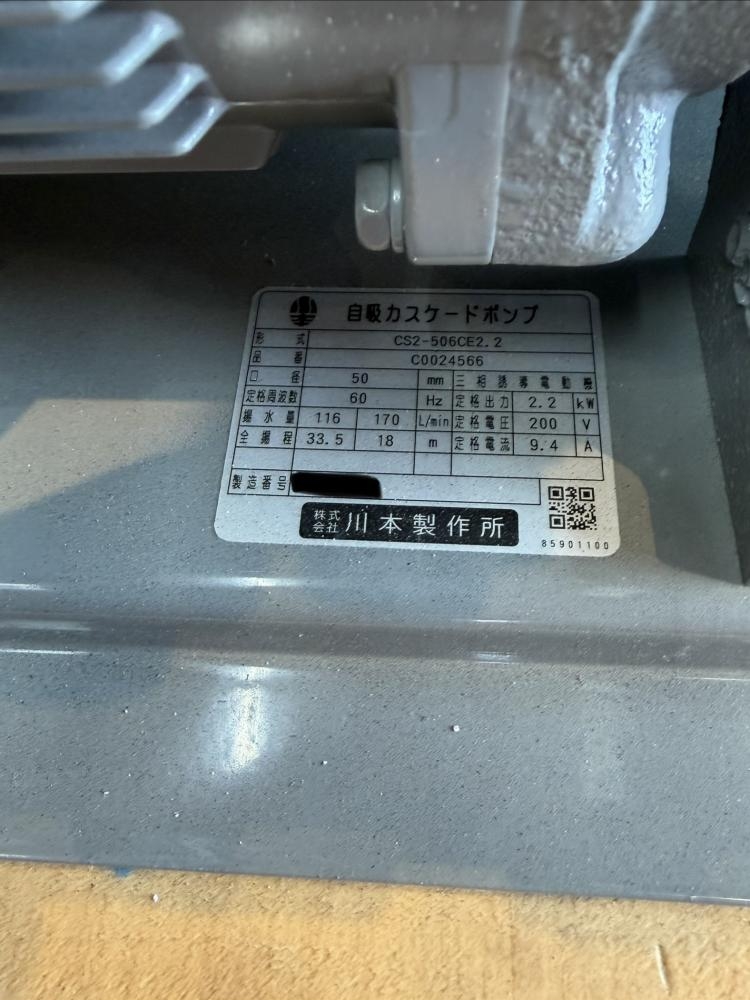 自吸カスケードポンプ
形式 CS2-506CE2.2
品番 C0024566
口径 50 mm 三相誘導電動機
定格周波数 60 Hz 定格出力 2.2 kW
揚水量 116 170 L/min 定格電圧 200 V
全揚程 33.5 18 m 定格電流 9.4 A
製造番号
株式会社 川本製作所
85901100